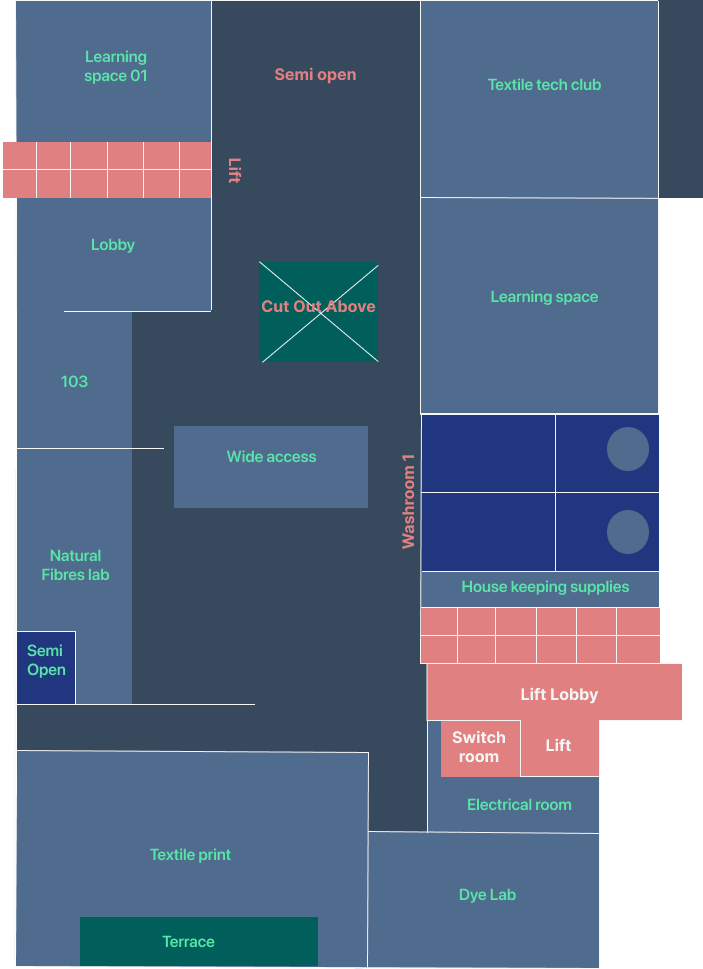 Learning
space 01
Semi open
Textile tech club
Lift
Lobby
Cut Out Above
Learning space
103
Wide access
Washroom 1
Natural
Fibres lab
House keeping supplies
Semi
Open
Lift Lobby
Switch
room
Lift
Electrical room
Textile print
Dye Lab
Terrace